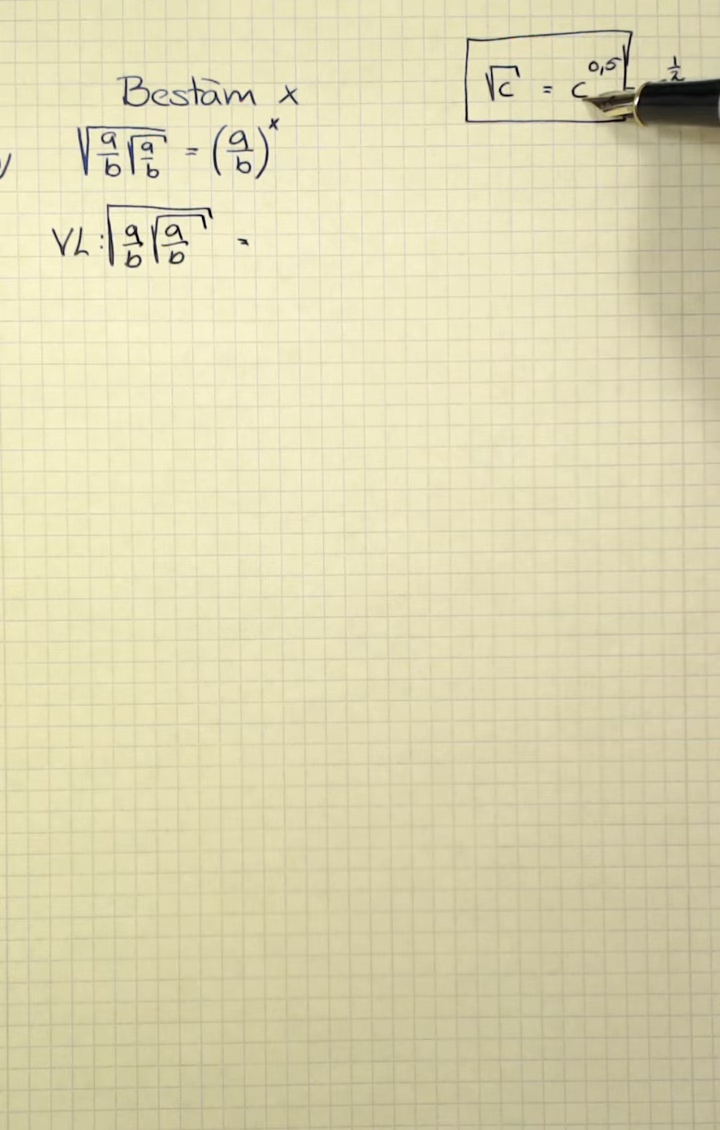 Bestäm x
√(a/b √(a/b)) = (a/b)^x
VL: √(a/b √(a/b)) =
√c = c^0,5
1/2